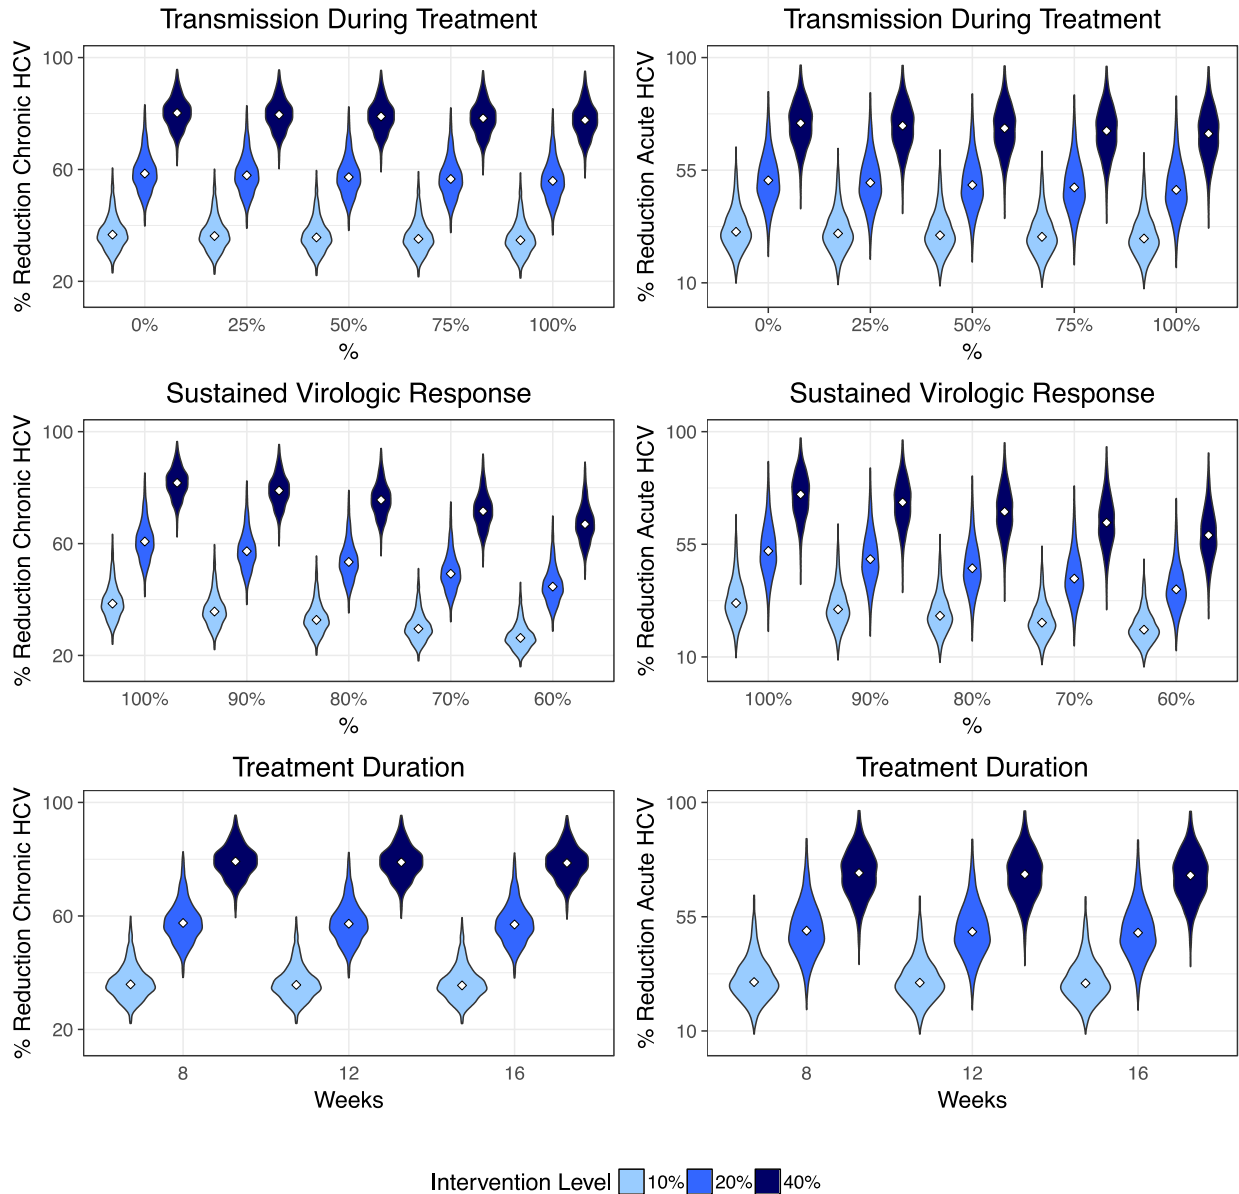 Transmission During Treatment
% Reduction Chronic HCV
100
60
20
0% 25% 50% 75% 100%
%
Transmission During Treatment
% Reduction Acute HCV
100
55
10
0% 25% 50% 75% 100%
%
Sustained Virologic Response
% Reduction Chronic HCV
100
60
20
100% 90% 80% 70% 60%
%
Sustained Virologic Response
% Reduction Acute HCV
100
55
10
100% 90% 80% 70% 60%
%
Treatment Duration
% Reduction Chronic HCV
100
60
20
8 12 16
Weeks
Treatment Duration
% Reduction Acute HCV
100
55
10
8 12 16
Weeks
Intervention Level 10% 20% 40%